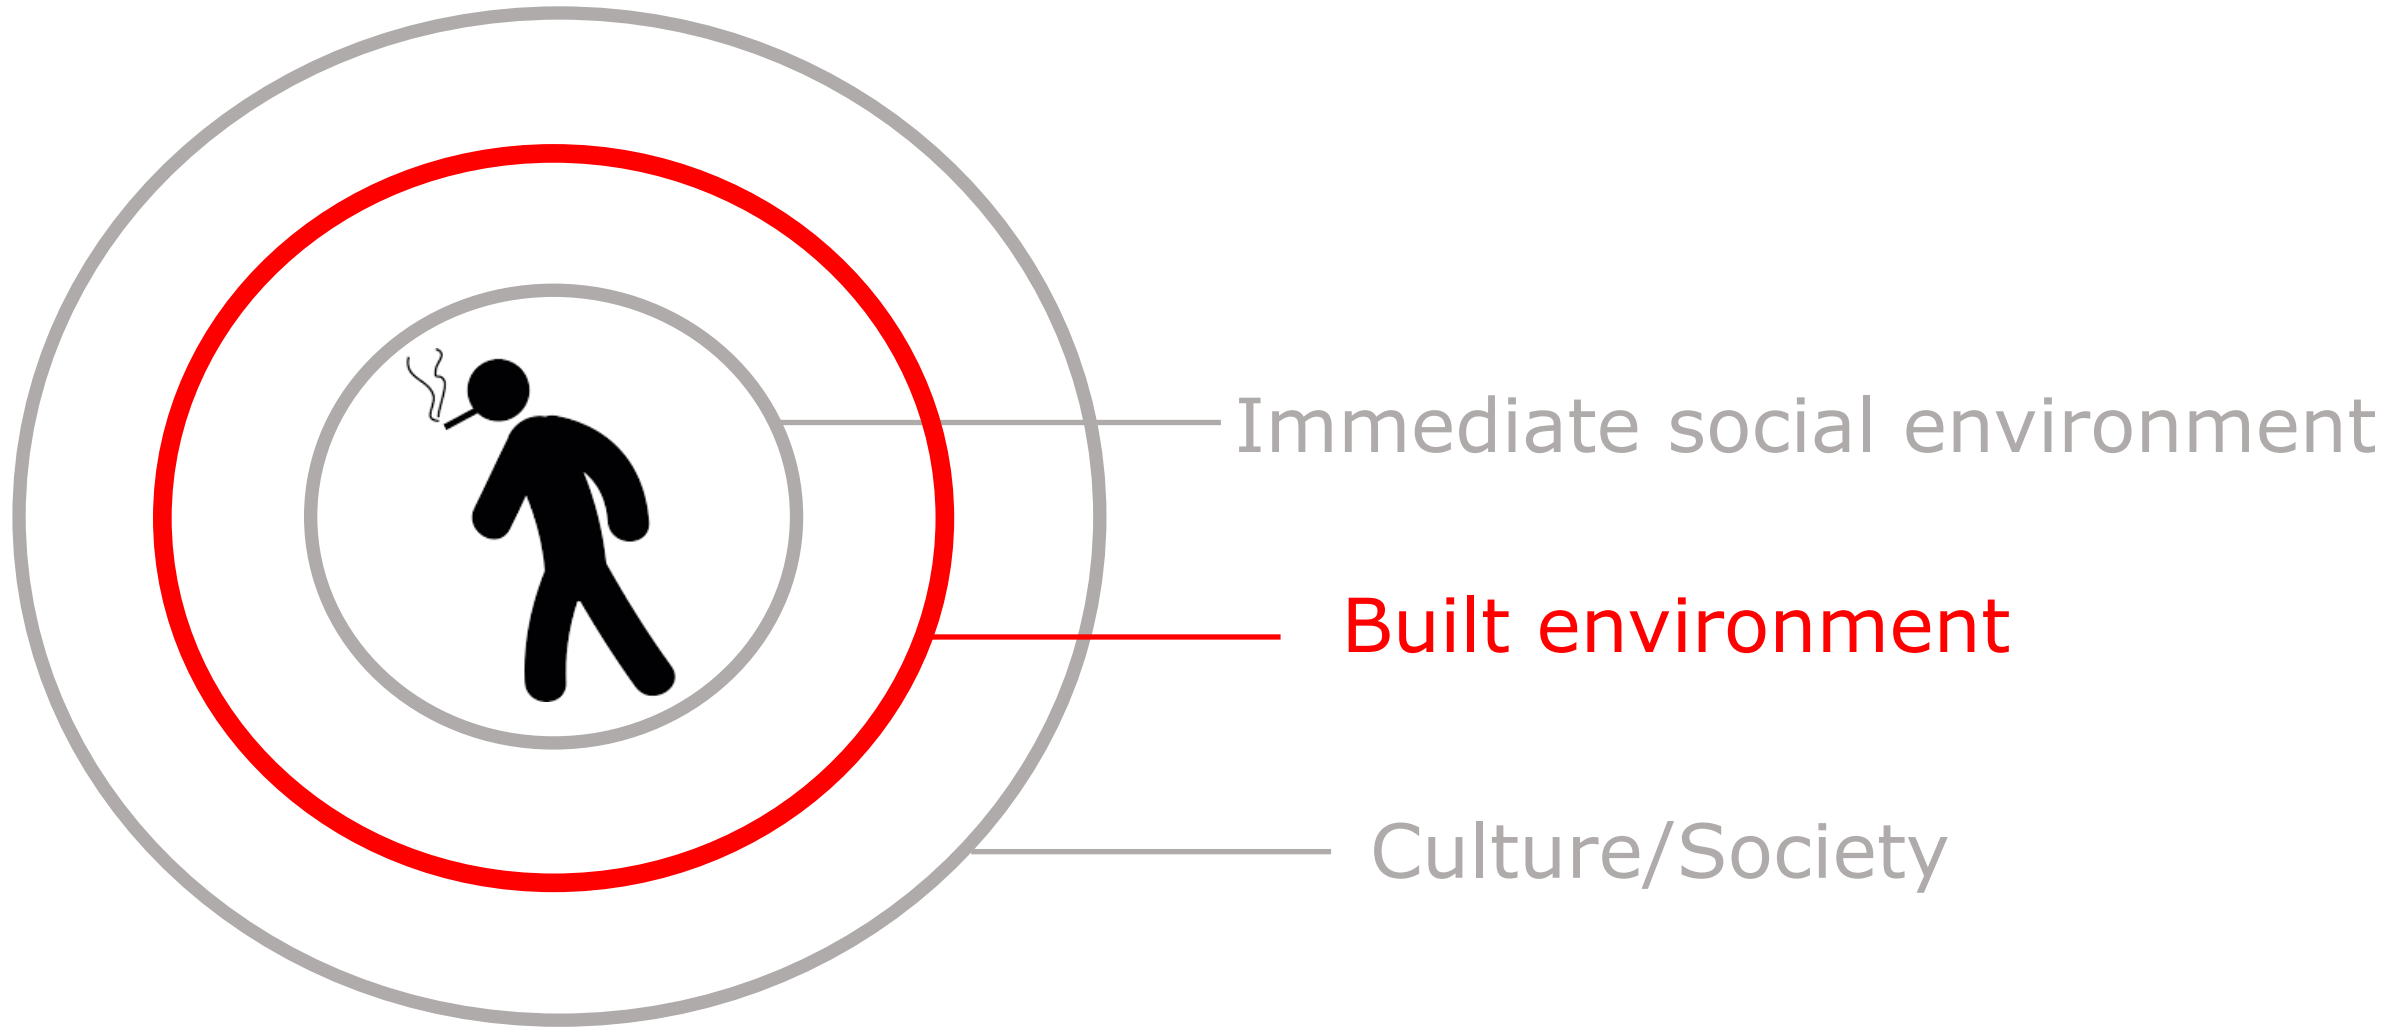 Immediate social environment
Built environment
Culture/Society